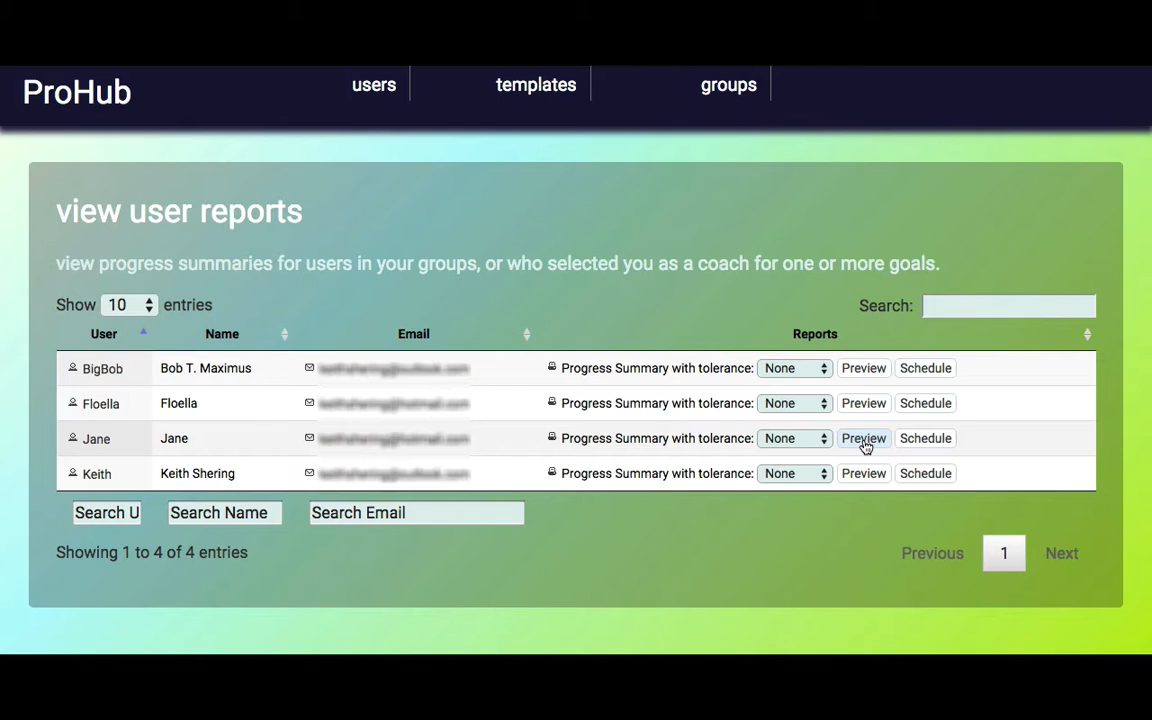 ProHub users templates groups
view user reports
view progress summaries for users in your groups, or who selected you as a coach for one or more goals.
Show 10 entries Search:
User Name Email Reports
BigBob Bob T. Maximus Progress Summary with tolerance: None Preview Schedule
Floella Floella Progress Summary with tolerance: None Preview Schedule
Jane Jane Progress Summary with tolerance: None Preview Schedule
Keith Keith Shering Progress Summary with tolerance: None Preview Schedule
Search U Search Name Search Email
Showing 1 to 4 of 4 entries Previous 1 Next